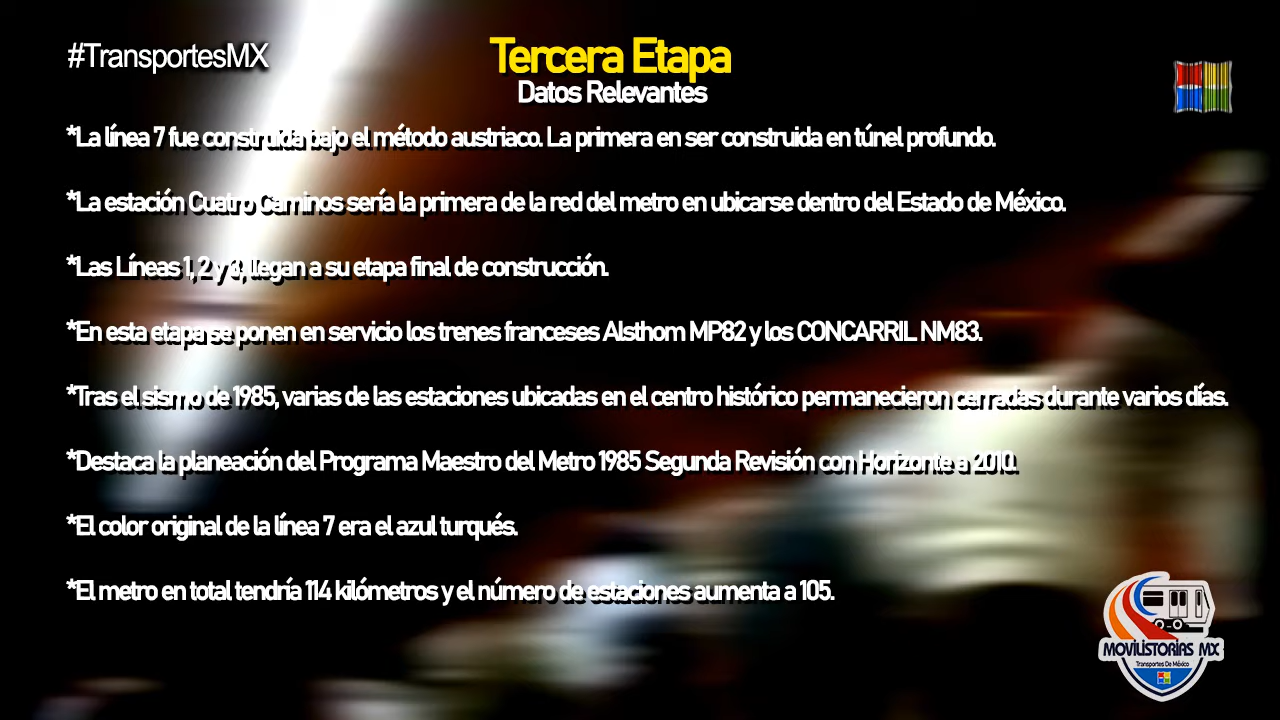 #TransportesMX
Tercera Etapa
Datos Relevantes
*La línea 7 fue construida bajo el método austriaco. La primera en ser construida en túnel profundo.
*La estación Cuatro Caminos sería la primera de la red del metro en ubicarse dentro del Estado de México.
*Las Líneas 1, 2 y 3, llegan a su etapa final de construcción.
*En esta etapa se ponen en servicio los trenes franceses Alsthom MP82 y los CONCARRIL NM83.
*Tras el sismo de 1985, varias de las estaciones ubicadas en el centro histórico permanecieron cerradas durante varios días.
*Destaca la planeación del Programa Maestro del Metro 1985 Segunda Revisión con Horizonte a 2010.
*El color original de la línea 7 era el azul turqués.
*El metro en total tendría 114 kilómetros y el número de estaciones aumenta a 105.
MOVILISTORIAS MX
Transportes De México